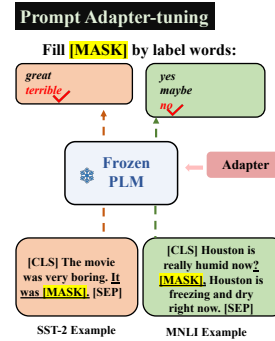 Prompt Adapter-tuning
Fill [MASK] by label words:
great
terrible
yes
maybe
no
Frozen
PLM
Adapter
[CLS] The movie
was very boring. It
was [MASK]. [SEP]
[CLS] Houston is
really humid now?
[MASK], Houston is
freezing and dry
right now. [SEP]
SST-2 Example
MNLI Example